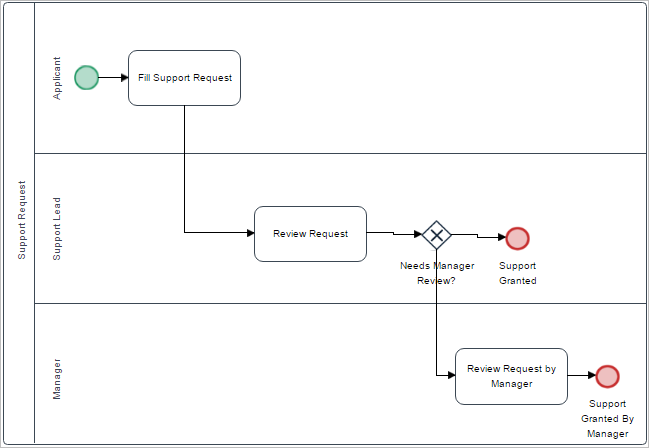 Support Request
Applicant
Fill Support Request
Support Lead
Review Request
Needs Manager
Review?
Support
Granted
Manager
Review Request by
Manager
Support
Granted By
Manager